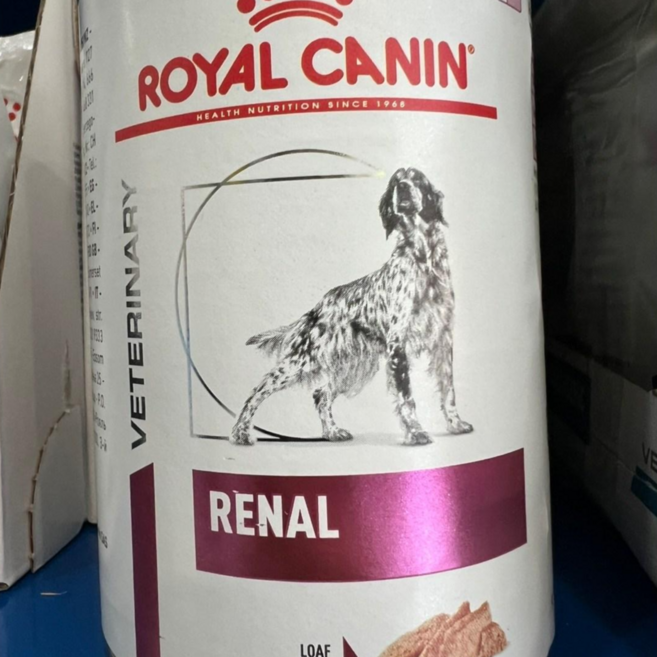 ROYAL CANIN
HEALTH NUTRITION SINCE 1968
VETERINARY
RENAL
LOAF